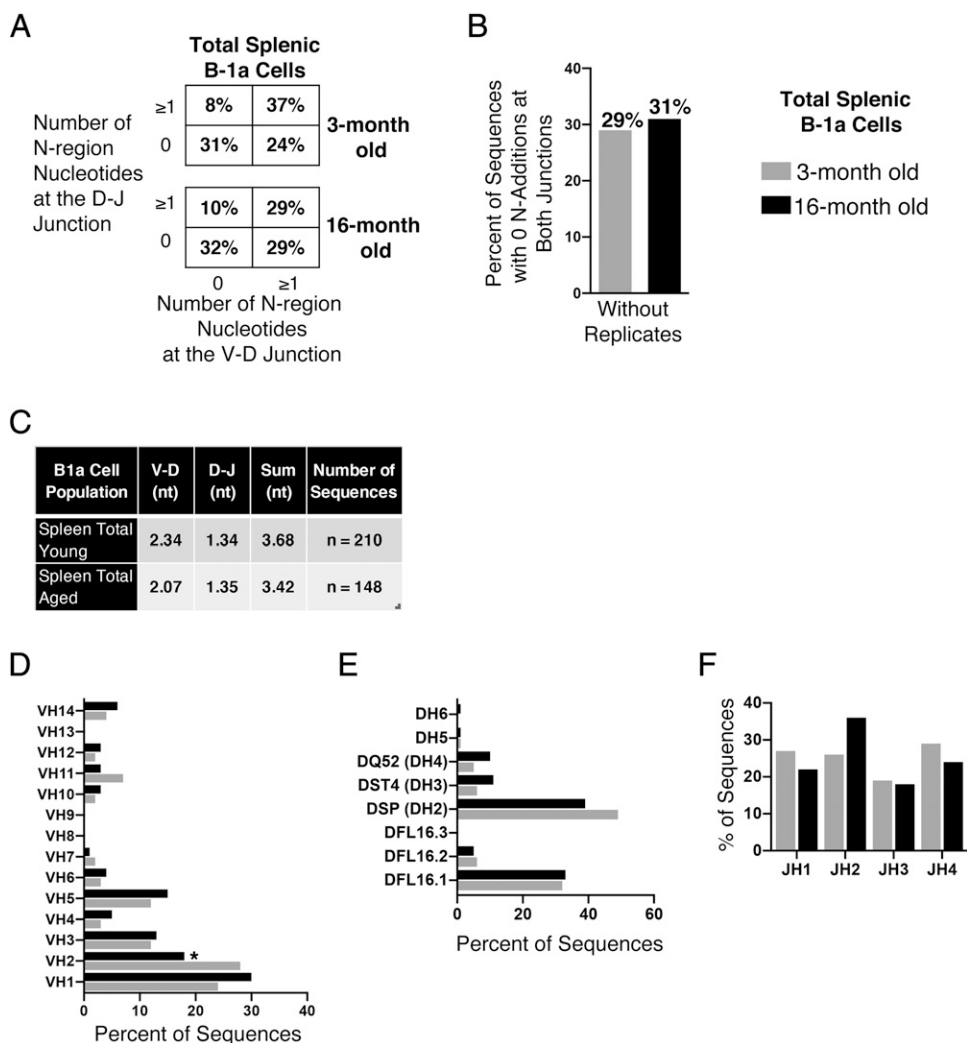 A
Total Splenic
B-1a Cells
Number of
N-region
Nucleotides
at the D-J
Junction
≥1
0
8% 37%
31% 24%
3-month
old
≥1
0
10% 29%
32% 29%
16-month
old
0 ≥1
Number of N-region
Nucleotides
at the V-D Junction
B
Percent of Sequences
with 0 N-Additions at
Both Junctions
40
30
20
10
0
29% 31%
Without
Replicates
Total Splenic
B-1a Cells
3-month old
16-month old
C
B1a Cell
Population
V-D
(nt)
D-J
(nt)
Sum
(nt)
Number of
Sequences
Spleen Total
Young
2.34 1.34 3.68 n = 210
Spleen Total
Aged
2.07 1.35 3.42 n = 148
D
VH14
VH13
VH12
VH11
VH10
VH9
VH8
VH7
VH6
VH5
VH4
VH3
VH2 *
VH1
0 20 40
Percent of Sequences
E
DH6
DH5
DQ52 (DH4)
DST4 (DH3)
DSP (DH2)
DFL16.3
DFL16.2
DFL16.1
0 20 40 60
Percent of Sequences
F
% of Sequences
40
30
20
10
0
JH1 JH2 JH3 JH4